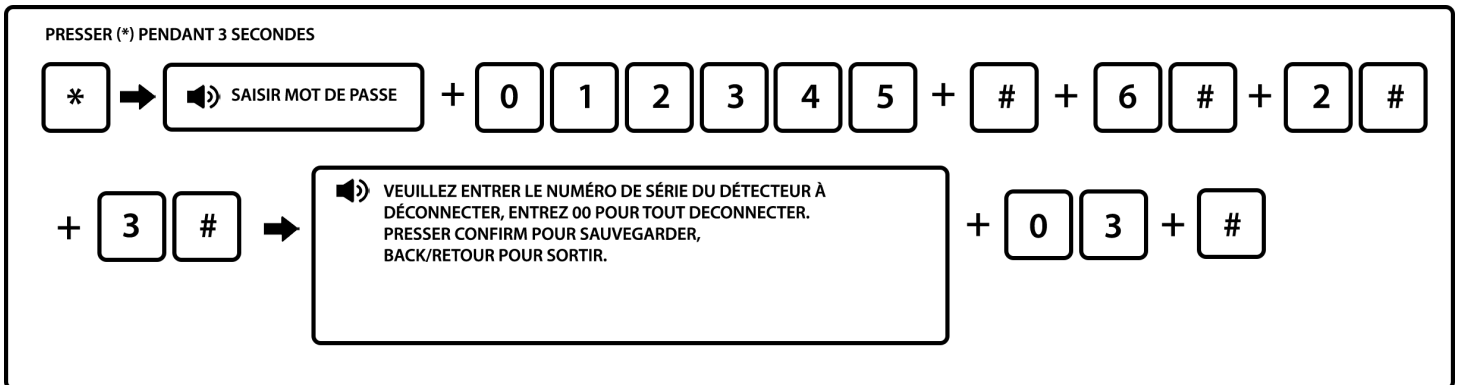 PRESSER (*) PENDANT 3 SECONDES
* SAISIR MOT DE PASSE + 0 1 2 3 4 5 + # + 6 # + 2 #
+ 3 # VEUILLEZ ENTRER LE NUMÉRO DE SÉRIE DU DÉTECTEUR À
DÉCONNECTER, ENTREZ 00 POUR TOUT DECONNECTER.
PRESSER CONFIRM POUR SAUVEGARDER,
BACK/RETOUR POUR SORTIR.
+ 0 3 + #